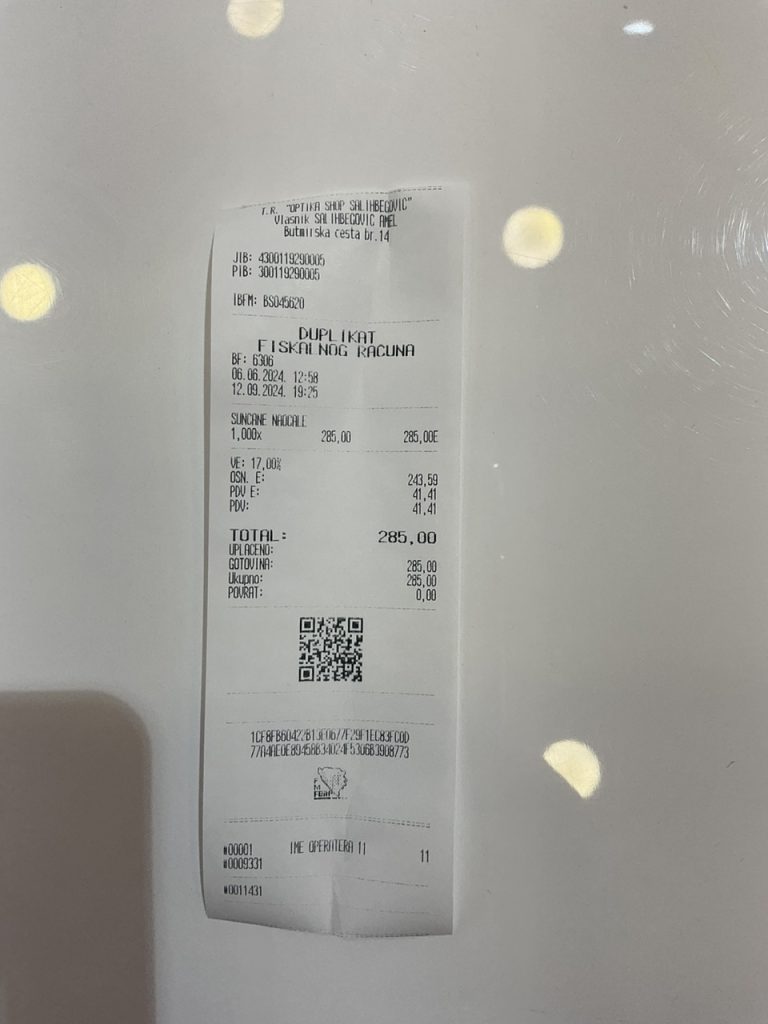 T.R. "OPTIKA SHOP SALIHBEGOVIC"
Vlasnik SALIHBEGOVIC AMEL
Butmirska cesta br.14
JIB: 4300119290005
PIB: 300119290005
IBFM: BS045620
DUPLIKAT
FISKALNOG RACUNA
BF: 6306
06.06.2024. 12:58
12.09.2024. 19:25
SUNCANE NAOCALE
1,000x 285,00 285,00E
VE: 17,00%
OSN. E: 243,59
PDV E: 41,41
PDV: 41,41
TOTAL: 285,00
UPLACENO:
GOTOVINA: 285,00
Ukupno: 285,00
POVRAT: 0,00
#00001 IME OPERATERA 11 11
#0009331
#0011431